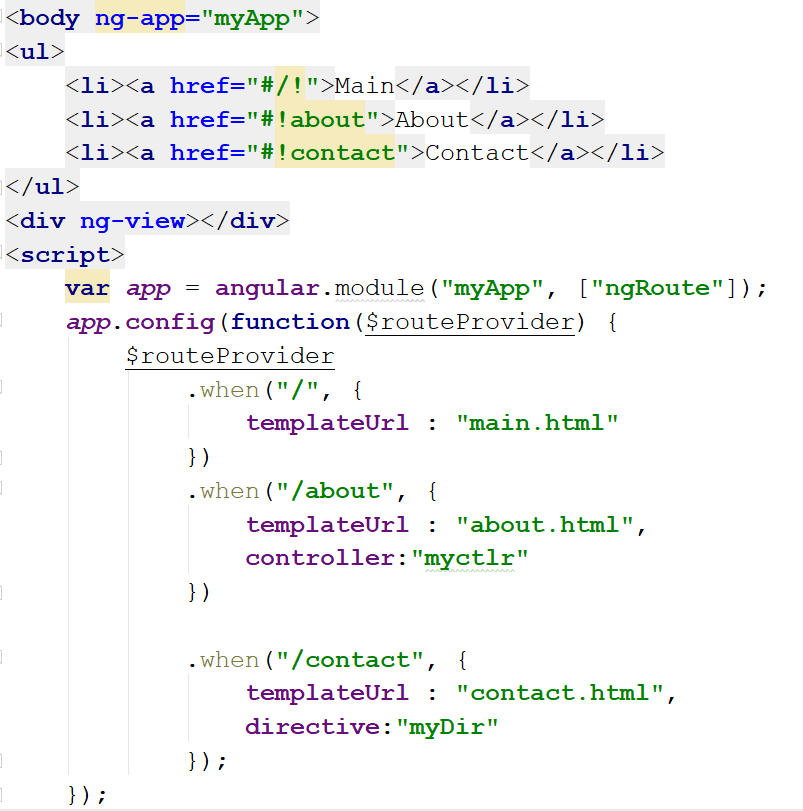 <body ng-app="myApp">
<ul>
    <li><a href="#/!">Main</a></li>
    <li><a href="#!about">About</a></li>
    <li><a href="#!contact">Contact</a></li>
</ul>
<div ng-view></div>
<script>
    var app = angular.module("myApp", ["ngRoute"]);
    app.config(function($routeProvider) {
        $routeProvider
            .when("/", {
                templateUrl : "main.html"
            })
            .when("/about", {
                templateUrl : "about.html",
                controller:"myctlr"
            })

            .when("/contact", {
                templateUrl : "contact.html",
                directive:"myDir"
            });
    });